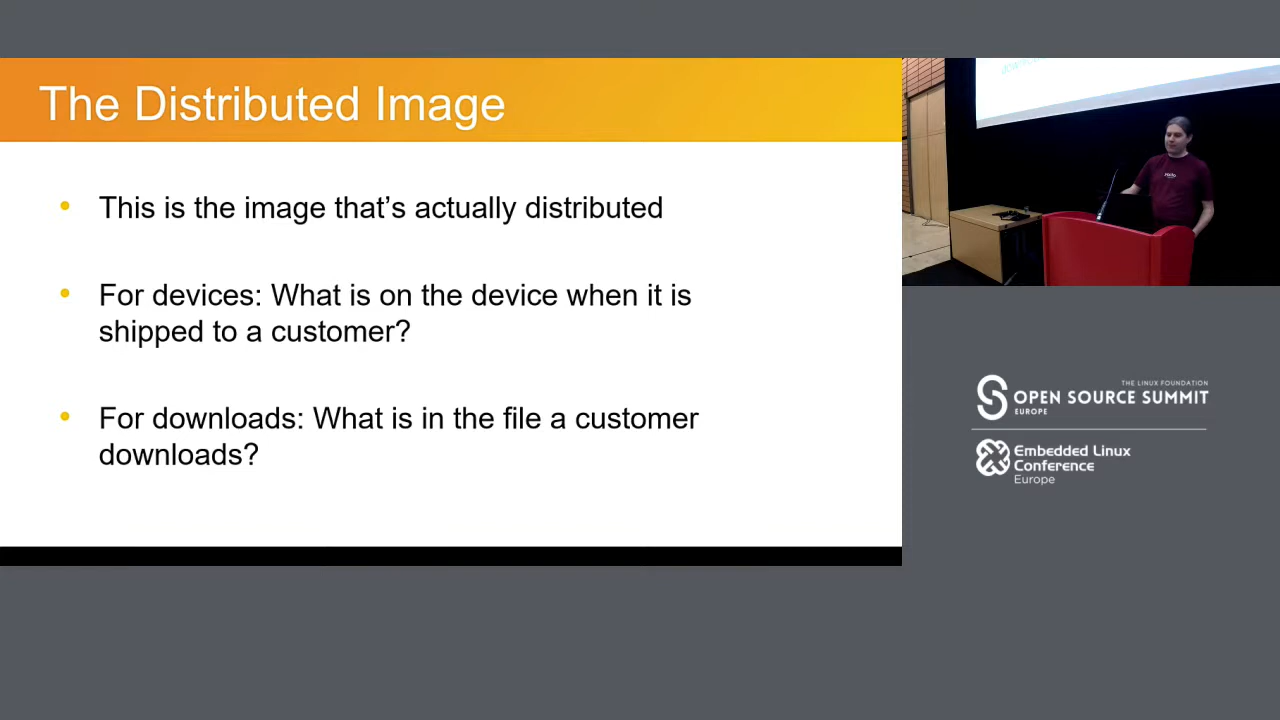 The Distributed Image
This is the image that's actually distributed
For devices: What is on the device when it is
shipped to a customer?
For downloads: What is in the file a customer
downloads?
THE LINUX FOUNDATION
OPEN SOURCE SUMMIT
EUROPE
Embedded Linux
Conference
Europe